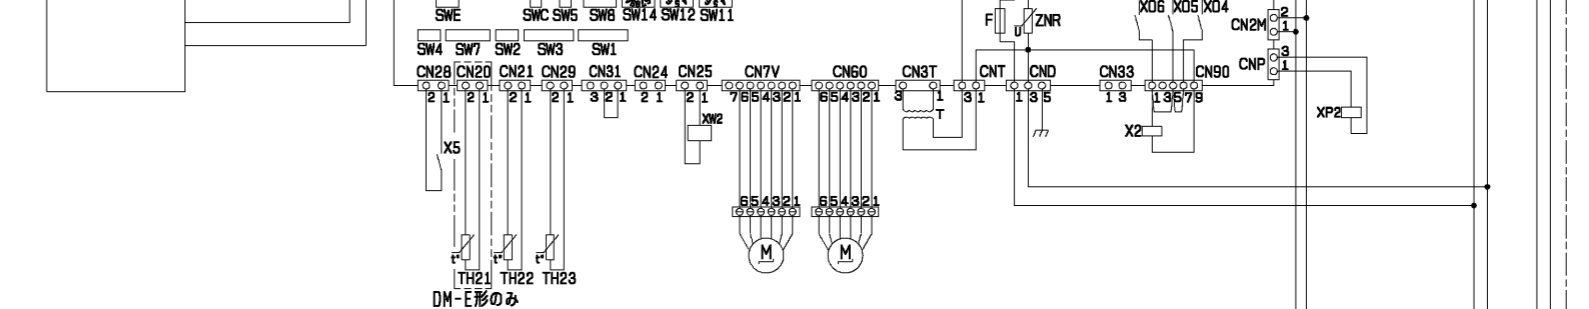 X06 X05 X04
SWE SWC SW5 SW8 SW14 SW12 SW11
F ZNR
U
CN2M 2
1
SW4 SW7 SW2 SW3 SW1
CN28 CN20 CN21 CN29 CN31 CN24 CN25 CN7V CN60 CN3T CNT CND CN33 CN90 CNP 3
1
2 1 2 1 2 1 2 1 3 2 1 2 1 2 1 7 6 5 4 3 2 1 6 5 4 3 2 1 3 1 3 1 1 3 5 1 3 1 3 5 7 9
XW2 T XP2
X2
X5
6 5 4 3 2 1 6 5 4 3 2 1
M M
t° t° t°
TH21 TH22 TH23
DM-E形のみ